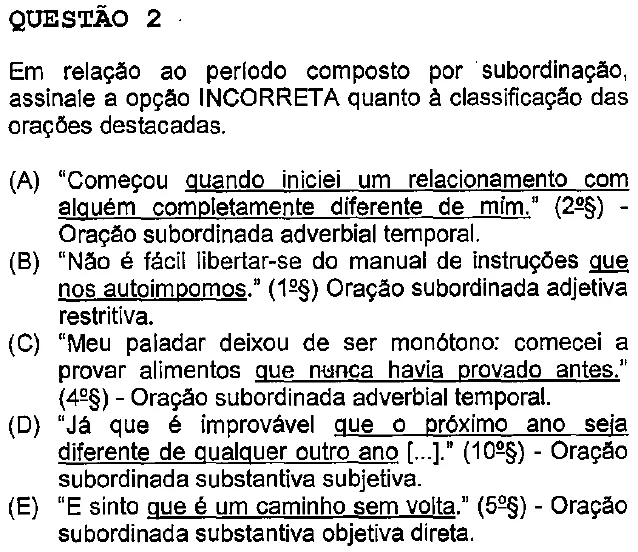 QUESTÃO 2
Em relação ao período composto por subordinação,
assinale a opção INCORRETA quanto à classificação das
orações destacadas.
(A) "Começou quando iniciei um relacionamento com
alguém completamente diferente de mim." (2º§) -
Oração subordinada adverbial temporal.
(B) "Não é fácil libertar-se do manual de instruções que
nos autoimpomos." (1º§) Oração subordinada adjetiva
restritiva.
(C) "Meu paladar deixou de ser monótono: comecei a
provar alimentos que nunca havia provado antes."
(4º§) - Oração subordinada adverbial temporal.
(D) "Já que é improvável que o próximo ano seja
diferente de qualquer outro ano [...]." (10º§) - Oração
subordinada substantiva subjetiva.
(E) "E sinto que é um caminho sem volta." (5º§) - Oração
subordinada substantiva objetiva direta.